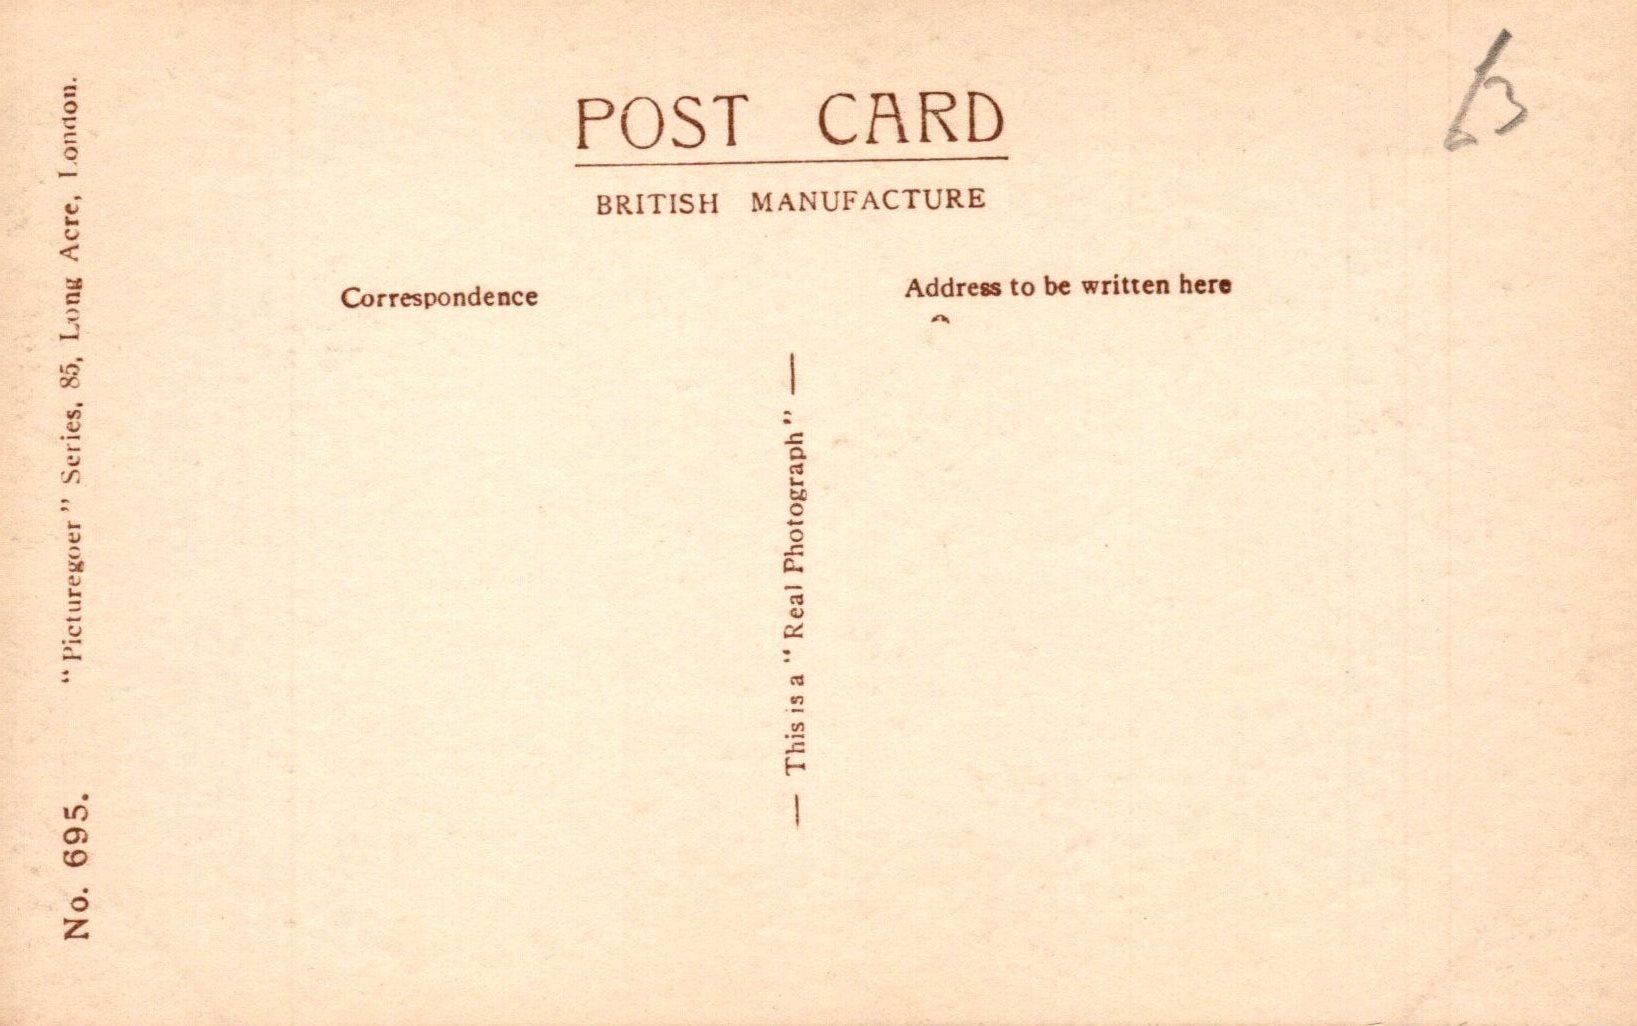 POST CARD
BRITISH MANUFACTURE
Correspondence
Address to be written here
— This is a "Real Photograph" —
"Picturegoer" Series, 85, Long Acre, London.
No. 695.